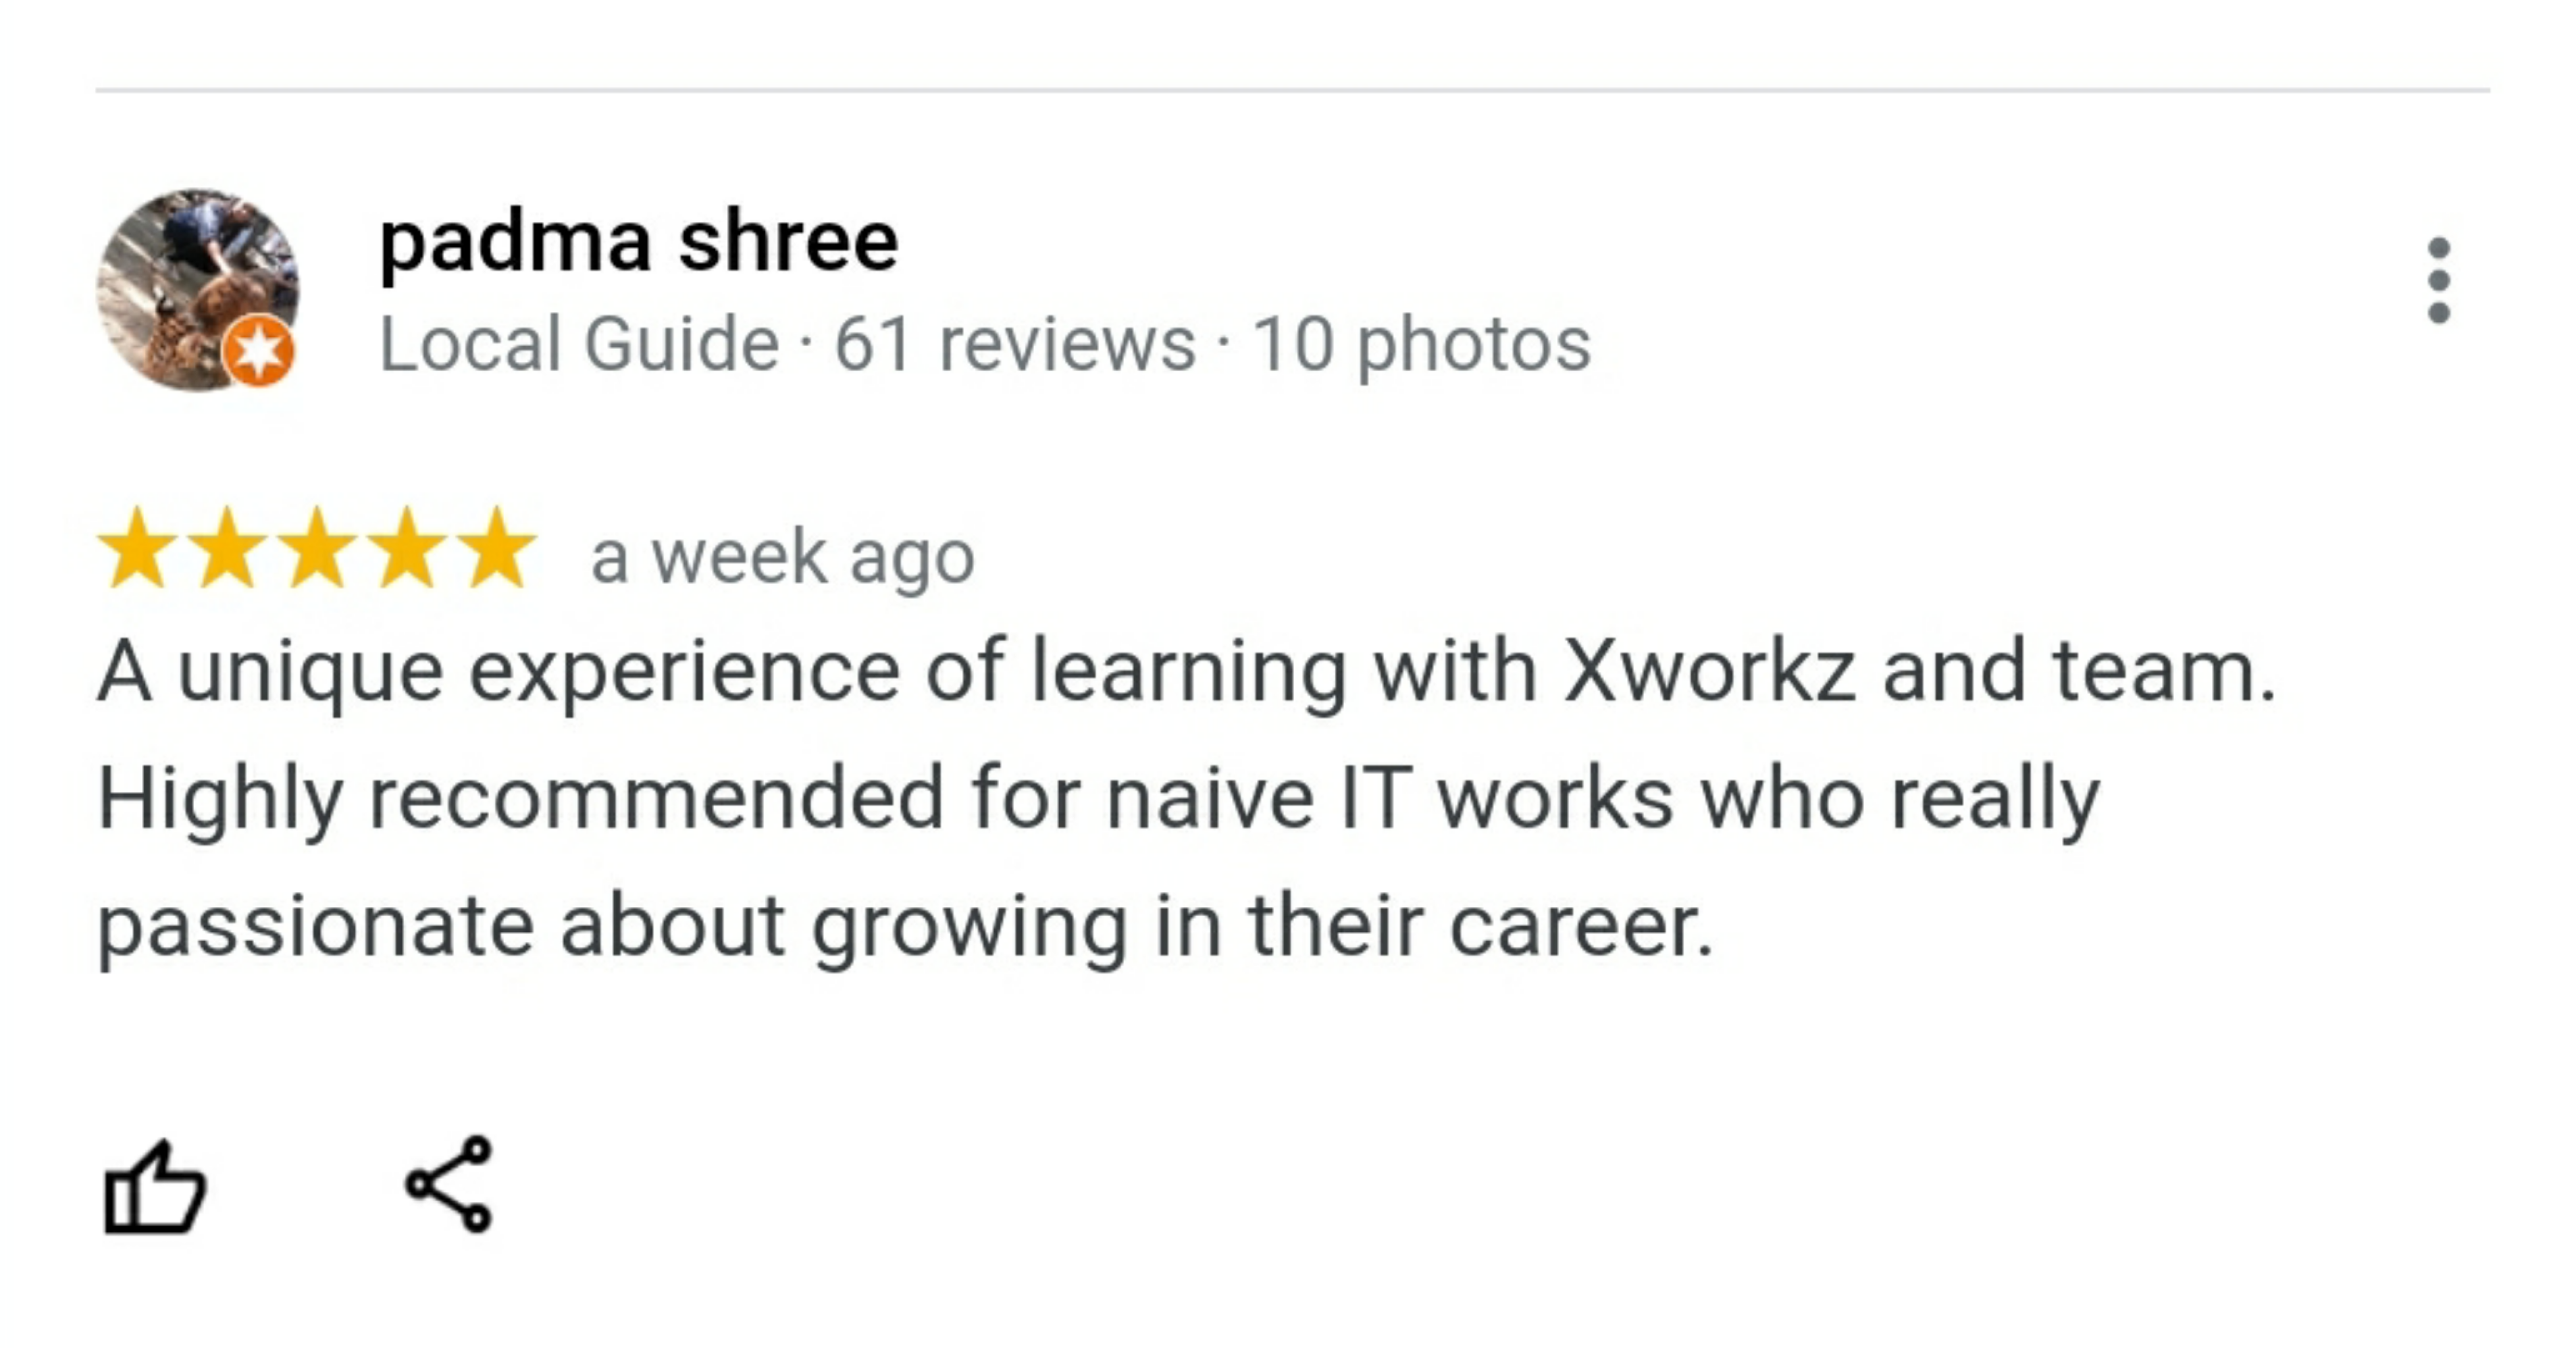 padma shree
Local Guide · 61 reviews · 10 photos
a week ago
A unique experience of learning with Xworkz and team.
Highly recommended for naive IT works who really
passionate about growing in their career.